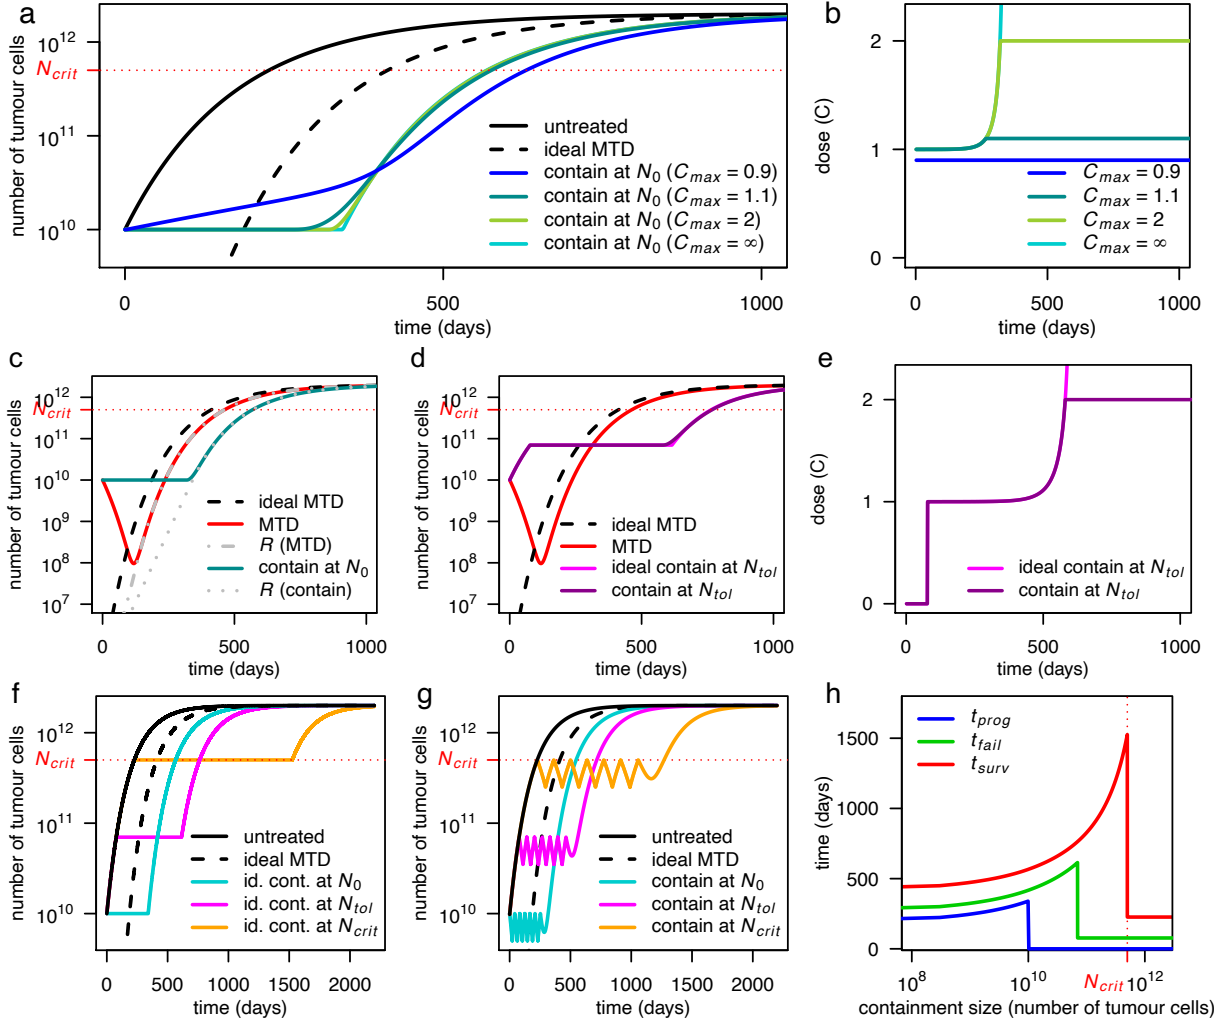 a
number of tumour cells
10^12
N_crit
10^11
10^10
0
500
1000
time (days)
untreated
ideal MTD
contain at N_0 (C_max = 0.9)
contain at N_0 (C_max = 1.1)
contain at N_0 (C_max = 2)
contain at N_0 (C_max = ∞)
b
dose (C)
2
1
0
0
500
1000
time (days)
C_max = 0.9
C_max = 1.1
C_max = 2
C_max = ∞
c
number of tumour cells
10^12
N_crit
10^11
10^10
10^9
10^8
10^7
0
500
1000
time (days)
ideal MTD
MTD
R (MTD)
contain at N_0
R (contain)
d
number of tumour cells
10^12
N_crit
10^11
10^10
10^9
10^8
10^7
0
500
1000
time (days)
ideal MTD
MTD
ideal contain at N_tol
contain at N_tol
e
dose (C)
2
1
0
0
500
1000
time (days)
ideal contain at N_tol
contain at N_tol
f
number of tumour cells
10^12
N_crit
10^11
10^10
0
500
1000
1500
2000
time (days)
untreated
ideal MTD
id. cont. at N_0
id. cont. at N_tol
id. cont. at N_crit
g
number of tumour cells
10^12
N_crit
10^11
10^10
0
500
1000
1500
2000
time (days)
untreated
ideal MTD
contain at N_0
contain at N_tol
contain at N_crit
h
time (days)
1500
1000
500
0
t_prog
t_fail
t_surv
10^8
10^10
N_crit
10^12
containment size (number of tumour cells)